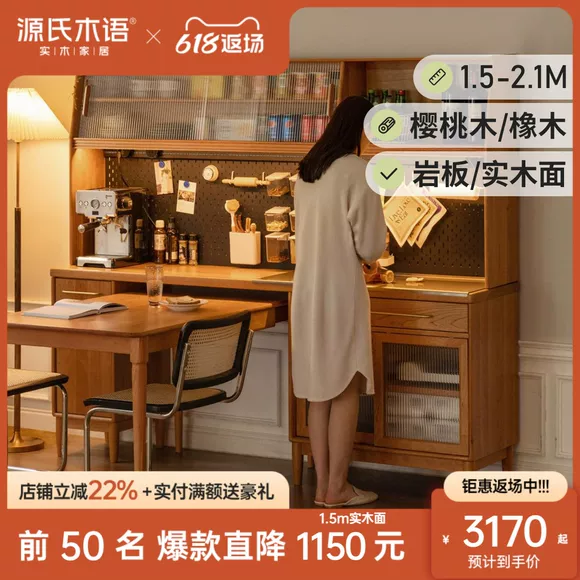 源氏木语®
实|木|家|居
×
618返场
1.5-2.1M
樱桃木/橡木
岩板/实木面
店铺立减22%+实付满额送豪礼
钜惠返场中!!!
1.5m实木面
前 50 名 爆款直降 1150 元
¥ 3170 起
预计到手价